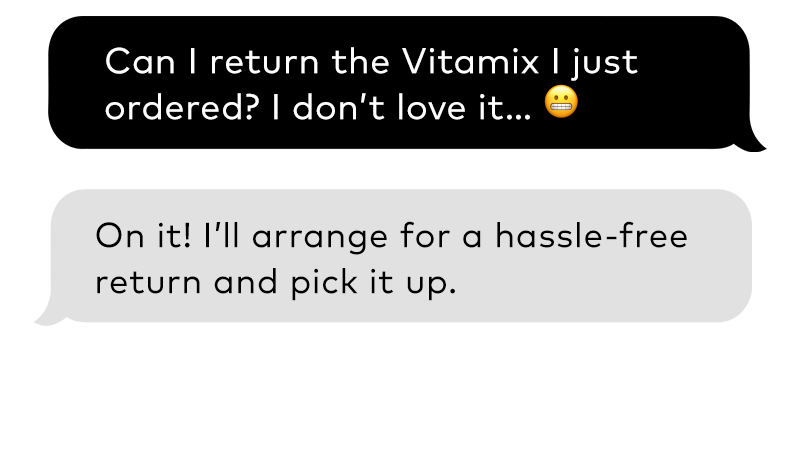 Can I return the Vitamix I just
ordered? I don’t love it... 😬
On it! I’ll arrange for a hassle-free
return and pick it up.